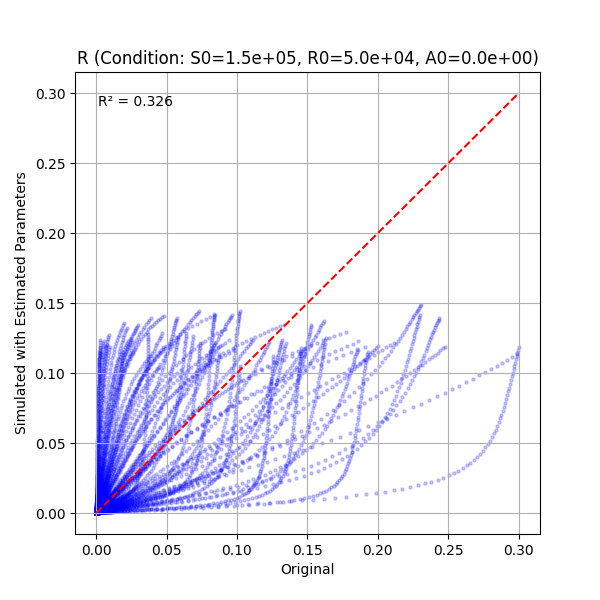 R (Condition: S0=1.5e+05, R0=5.0e+04, A0=0.0e+00)
R² = 0.326
0.30
0.25
0.20
0.15
0.10
0.05
0.00
Simulated with Estimated Parameters
0.00 0.05 0.10 0.15 0.20 0.25 0.30
Original